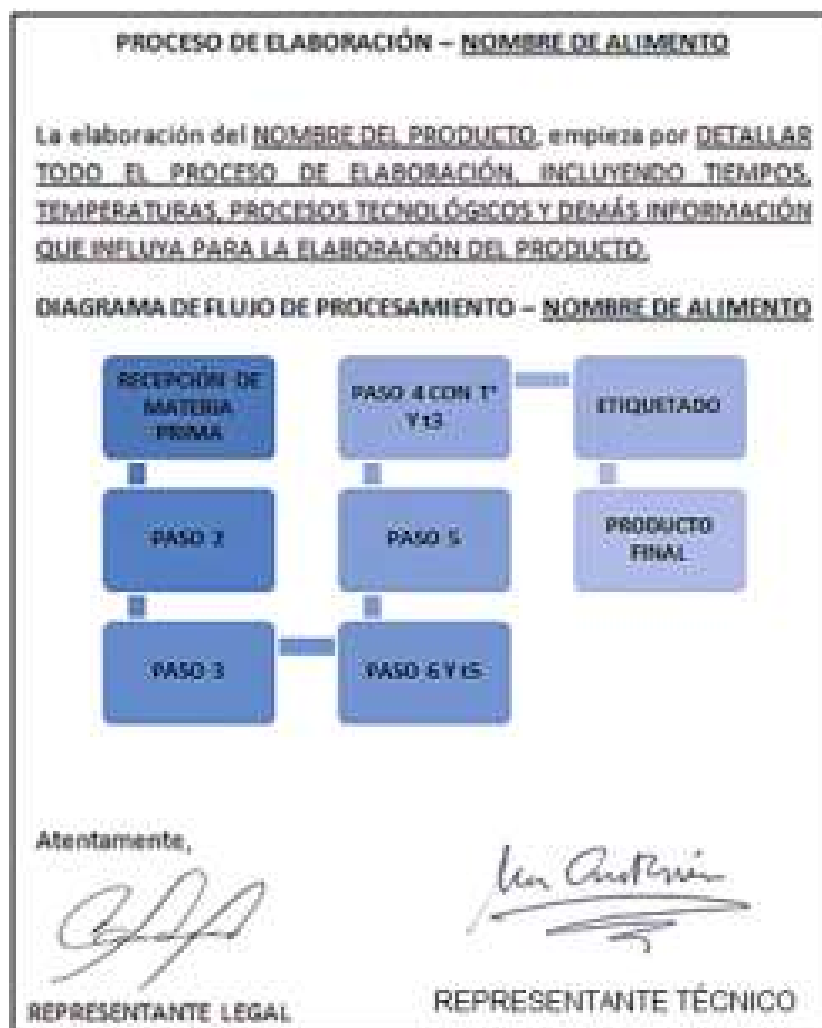 PROCESO DE ELABORACIÓN – NOMBRE DE ALIMENTO
La elaboración del NOMBRE DEL PRODUCTO, empieza por DETALLAR
TODO EL PROCESO DE ELABORACIÓN, INCLUYENDO TIEMPOS,
TEMPERATURAS, PROCESOS TECNOLÓGICOS Y DEMÁS INFORMACIÓN
QUE INFLUYA PARA LA ELABORACIÓN DEL PRODUCTO.
DIAGRAMA DE FLUJO DE PROCESAMIENTO – NOMBRE DE ALIMENTO
RECEPCIÓN DE
MATERIA
PRIMA
PASO 2
PASO 3
PASO 4 CON T°
Y t3
PASO 5
PASO 6 Y t5
ETIQUETADO
PRODUCTO
FINAL
Atentamente,
REPRESENTANTE LEGAL
REPRESENTANTE TÉCNICO